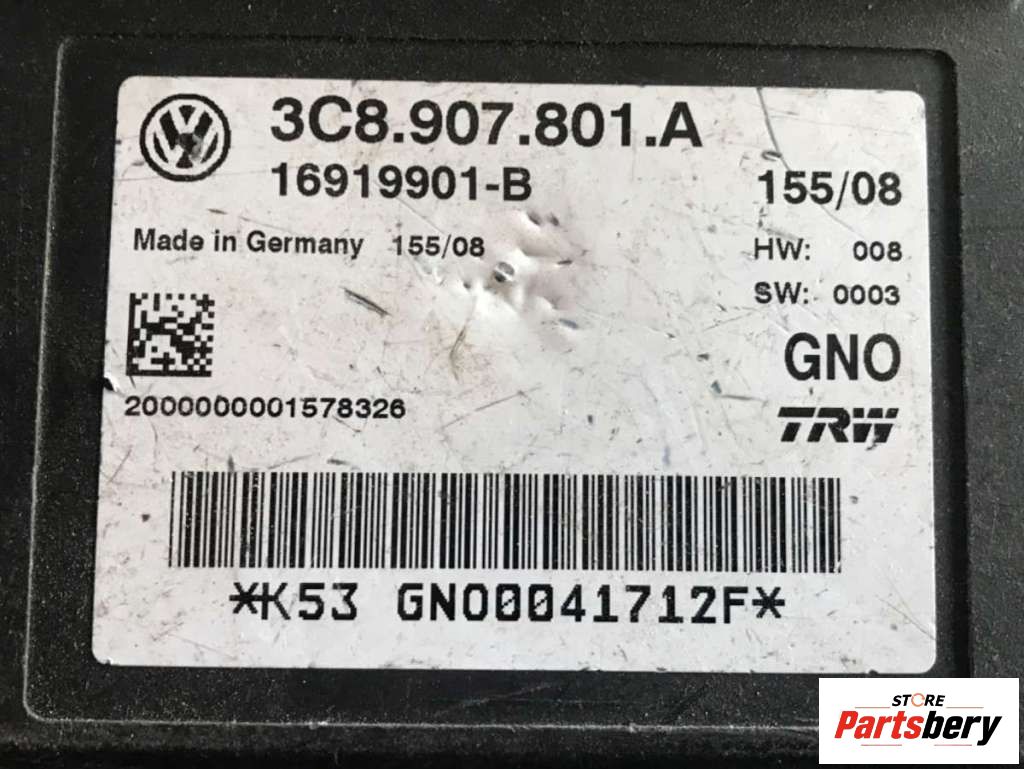 3C8.907.801.A
16919901-B 155/08
Made in Germany 155/08 HW: 008
SW: 0003
GNO
2000000001578326
TRW
*K53 GNO0041712F*
STORE
Partsbery